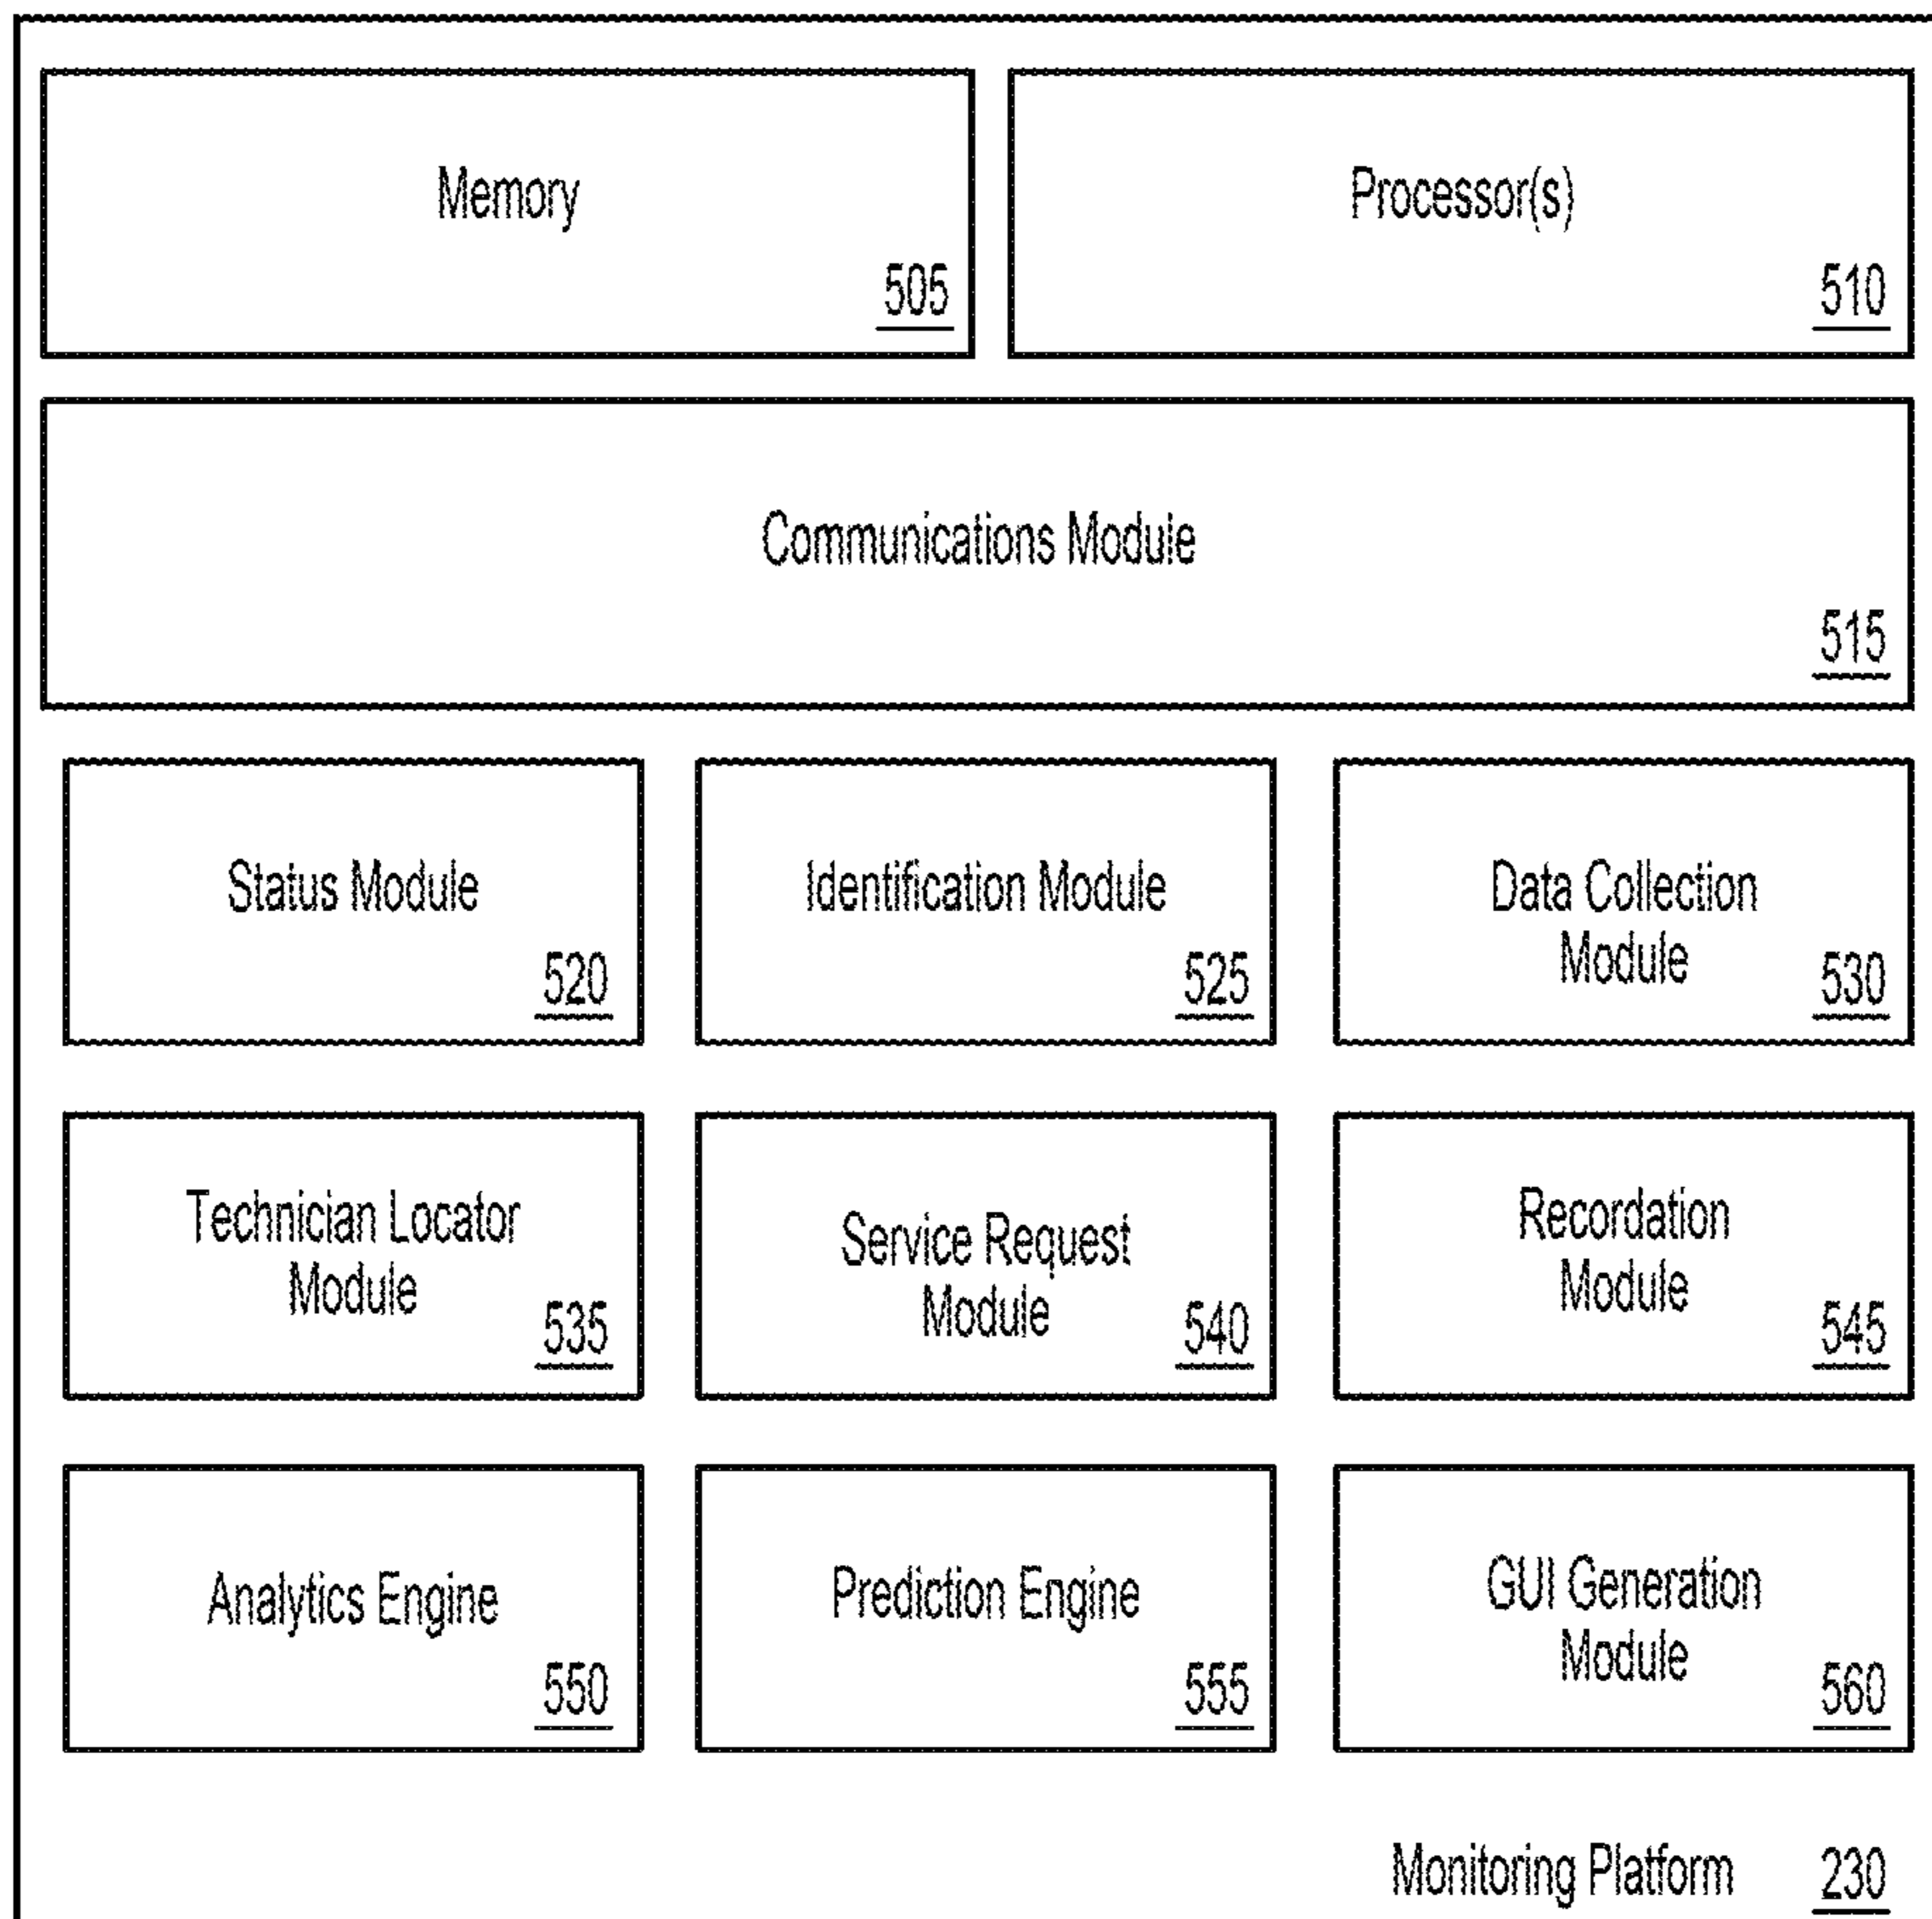 Memory
505
Processor(s)
510
Communications Module
515
Status Module
520
Identification Module
525
Data Collection
Module
530
Technician Locator
Module
535
Service Request
Module
540
Recordation
Module
545
Analytics Engine
550
Prediction Engine
555
GUI Generation
Module
560
Monitoring Platform 230